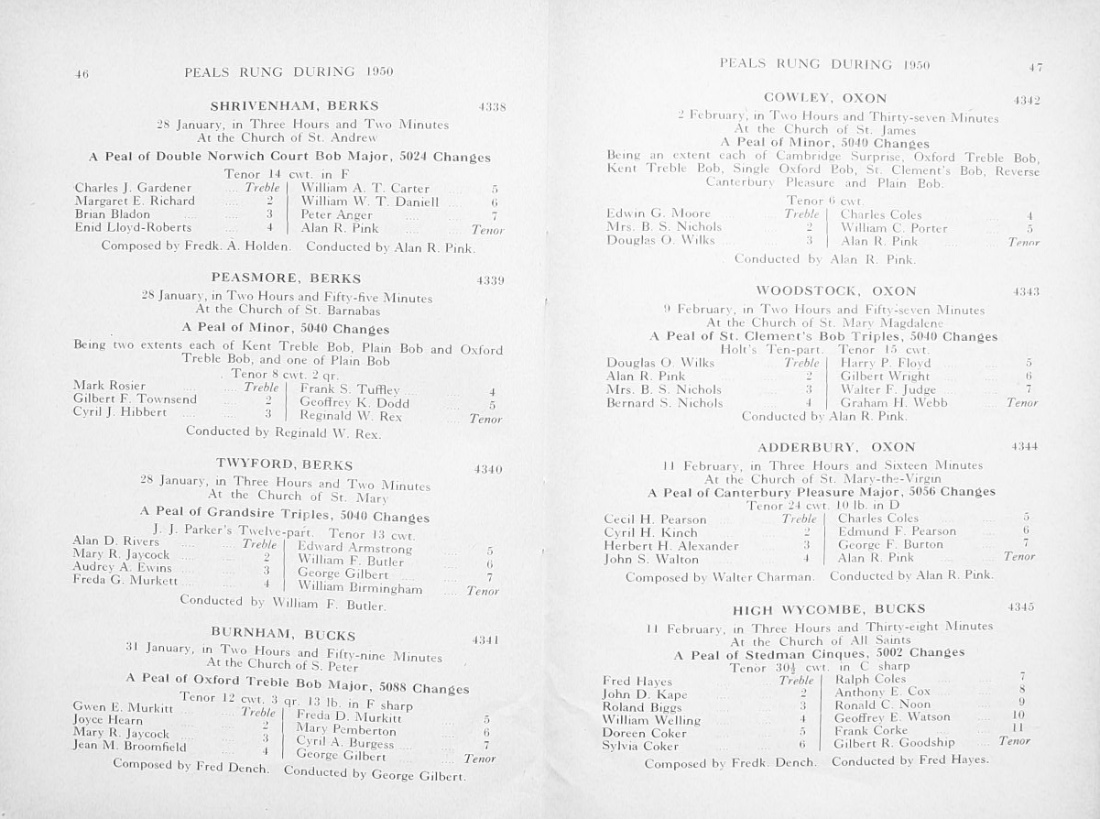 46 PEALS RUNG DURING 1950
SHRIVENHAM, BERKS 4338
28 January, in Three Hours and Two Minutes
At the Church of St. Andrew
A Peal of Double Norwich Court Bob Major, 5024 Changes
Tenor 14 cwt. in F
Charles J. Gardener .... Treble William A. T. Carter .... 5
Margaret E. Richard .... 2 William W. T. Daniell .... 6
Brian Bladon .... 3 Peter Anger .... 7
Enid Lloyd-Roberts .... 4 Alan R. Pink .... Tenor
Composed by Fredk. A. Holden. Conducted by Alan R. Pink.
PEASMORE, BERKS 4339
28 January, in Two Hours and Fifty-five Minutes
At the Church of St. Barnabas
A Peal of Minor, 5040 Changes
Being two extents each of Kent Treble Bob, Plain Bob and Oxford
Treble Bob, and one of Plain Bob
Tenor 8 cwt. 2 qr.
Mark Rosier .... Treble Frank S. Tuffley .... 4
Gilbert F. Townsend .... 2 Geoffrey K. Dodd .... 5
Cyril J. Hibbert .... 3 Reginald W. Rex .... Tenor
Conducted by Reginald W. Rex.
TWYFORD, BERKS 4340
28 January, in Three Hours and Two Minutes
At the Church of St. Mary
A Peal of Grandsire Triples, 5040 Changes
J. J. Parker's Twelve-part. Tenor 13 cwt.
Alan D. Rivers .... Treble Edward Armstrong .... 5
Mary R. Jaycock .... 2 William F. Butler .... 6
Audrey A. Ewins .... 3 George Gilbert .... 7
Freda G. Murkett .... 4 William Birmingham .... Tenor
Conducted by William F. Butler.
BURNHAM, BUCKS 4341
31 January, in Two Hours and Fifty-nine Minutes
At the Church of S. Peter
A Peal of Oxford Treble Bob Major, 5088 Changes
Tenor 12 cwt. 3 qr. 13 lb. in F sharp
Gwen E. Murkitt .... Treble Freda D. Murkitt .... 5
Joyce Hearn .... 2 Mary Pemberton .... 6
Mary R. Jaycock .... 3 Cyril A. Burgess .... 7
Jean M. Broomfield .... 4 George Gilbert .... Tenor
Composed by Fred Dench. Conducted by George Gilbert.
PEALS RUNG DURING 1950 47
COWLEY, OXON 4342
2 February, in Two Hours and Thirty-seven Minutes
At the Church of St. James
A Peal of Minor, 5040 Changes
Being an extent each of Cambridge Surprise, Oxford Treble Bob,
Kent Treble Bob, Single Oxford Bob, St. Clement's Bob, Reverse
Canterbury Pleasure and Plain Bob.
Tenor 6 cwt.
Edwin G. Moore .... Treble Charles Coles .... 4
Mrs. B. S. Nichols .... 2 William C. Porter .... 5
Douglas O. Wilks .... 3 Alan R. Pink .... Tenor
Conducted by Alan R. Pink.
WOODSTOCK, OXON 4343
9 February, in Two Hours and Fifty-seven Minutes
At the Church of St. Mary Magdalene
A Peal of St. Clement's Bob Triples, 5040 Changes
Holt's Ten-part. Tenor 15 cwt.
Douglas O. Wilks .... Treble Harry P. Floyd .... 5
Alan R. Pink .... 2 Gilbert Wright .... 6
Mrs. B. S. Nichols .... 3 Walter F. Judge .... 7
Bernard S. Nichols .... 4 Graham H. Webb .... Tenor
Conducted by Alan R. Pink.
ADDERBURY, OXON 4344
11 February, in Three Hours and Sixteen Minutes
At the Church of St. Mary-the-Virgin
A Peal of Canterbury Pleasure Major, 5056 Changes
Tenor 24 cwt. 10 lb. in D
Cecil H. Pearson .... Treble Charles Coles .... 5
Cyril H. Kinch .... 2 Edmund F. Pearson .... 6
Herbert H. Alexander .... 3 George F. Burton .... 7
John S. Walton .... 4 Alan R. Pink .... Tenor
Composed by Walter Charman. Conducted by Alan R. Pink.
HIGH WYCOMBE, BUCKS 4345
11 February, in Three Hours and Thirty-eight Minutes
At the Church of All Saints
A Peal of Stedman Cinques, 5002 Changes
Tenor 30½ cwt. in C sharp
Fred Hayes .... Treble Ralph Coles .... 7
John D. Kape .... 2 Anthony E. Cox .... 8
Roland Biggs .... 3 Ronald C. Noon .... 9
William Welling .... 4 Geoffrey E. Watson .... 10
Doreen Coker .... 5 Frank Corke .... 11
Sylvia Coker .... 6 Gilbert R. Goodship .... Tenor
Composed by Fredk. Dench. Conducted by Fred Hayes.